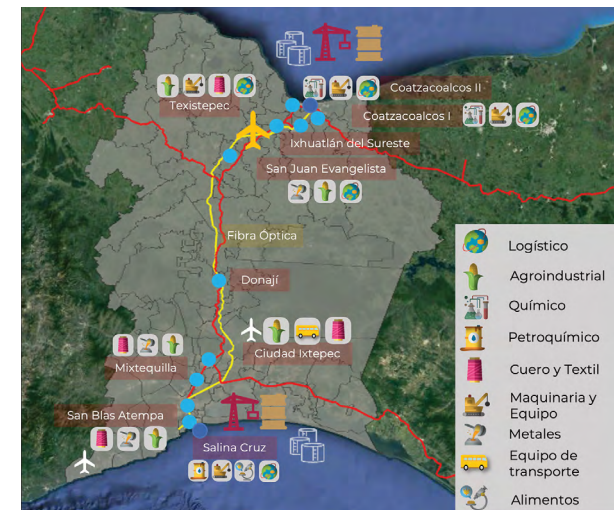 Texistepec
Coatzacoalcos II
Coatzacoalcos I
Ixhuatlán del Sureste
San Juan Evangelista
Fibra Óptica
Donají
Ciudad Ixtepec
Mixtequilla
San Blas Atempa
Salina Cruz
Logístico
Agroindustrial
Químico
Petroquímico
Cuero y Textil
Maquinaria y
Equipo
Metales
Equipo de
transporte
Alimentos